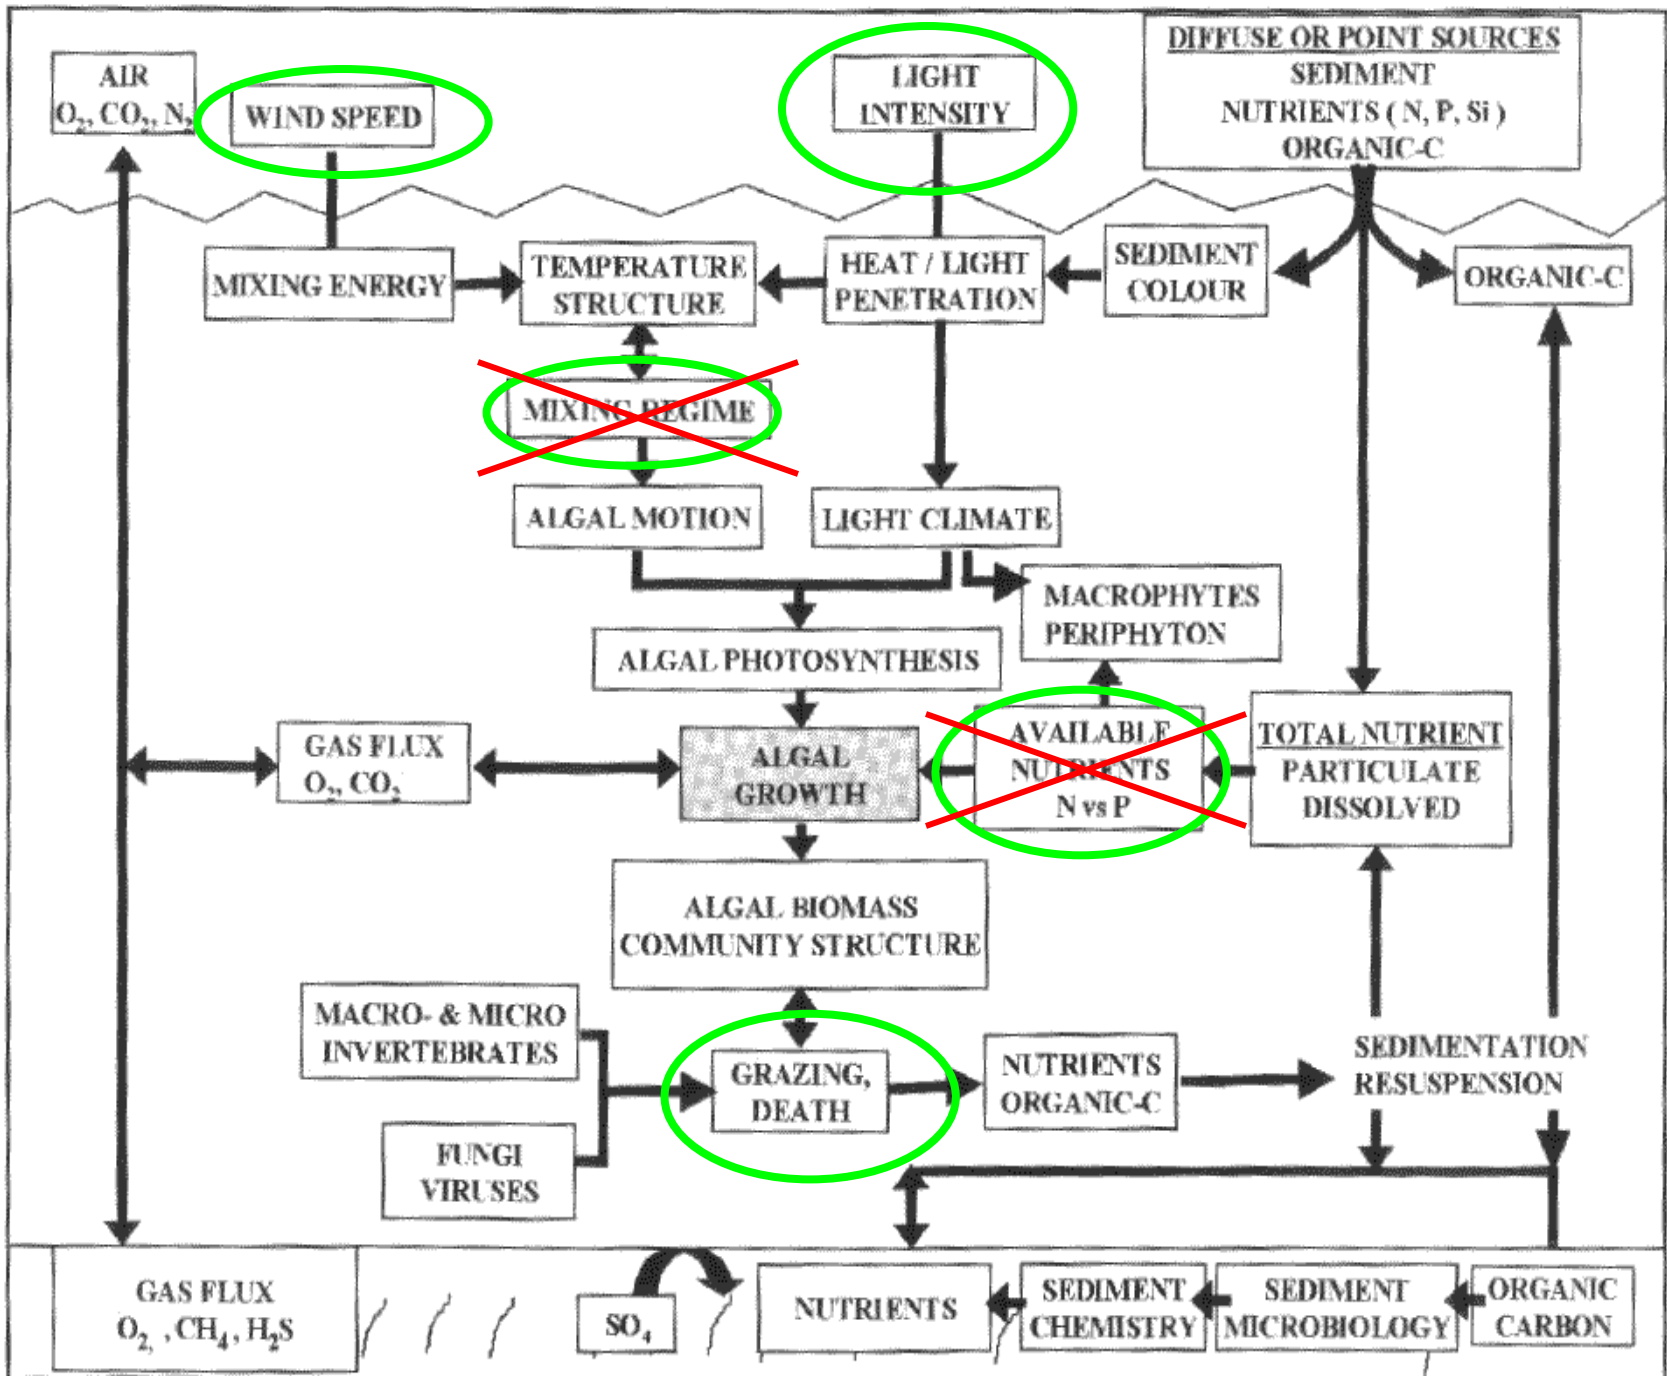 AIR
O2, CO2, N2
WIND SPEED
LIGHT
INTENSITY
DIFFUSE OR POINT SOURCES
SEDIMENT
NUTRIENTS ( N, P, Si )
ORGANIC-C
MIXING ENERGY
TEMPERATURE
STRUCTURE
HEAT / LIGHT
PENETRATION
SEDIMENT
COLOUR
ORGANIC-C
MIXING REGIME
ALGAL MOTION
LIGHT CLIMATE
MACROPHYTES
PERIPHYTON
ALGAL PHOTOSYNTHESIS
GAS FLUX
O2, CO2
ALGAL
GROWTH
AVAILABLE
NUTRIENTS
N vs P
TOTAL NUTRIENT
PARTICULATE
DISSOLVED
ALGAL BIOMASS
COMMUNITY STRUCTURE
MACRO- & MICRO
INVERTEBRATES
GRAZING,
DEATH
NUTRIENTS
ORGANIC-C
SEDIMENTATION
RESUSPENSION
FUNGI
VIRUSES
GAS FLUX
O2, , CH4 , H2S
SO4
NUTRIENTS
SEDIMENT
CHEMISTRY
SEDIMENT
MICROBIOLOGY
ORGANIC
CARBON